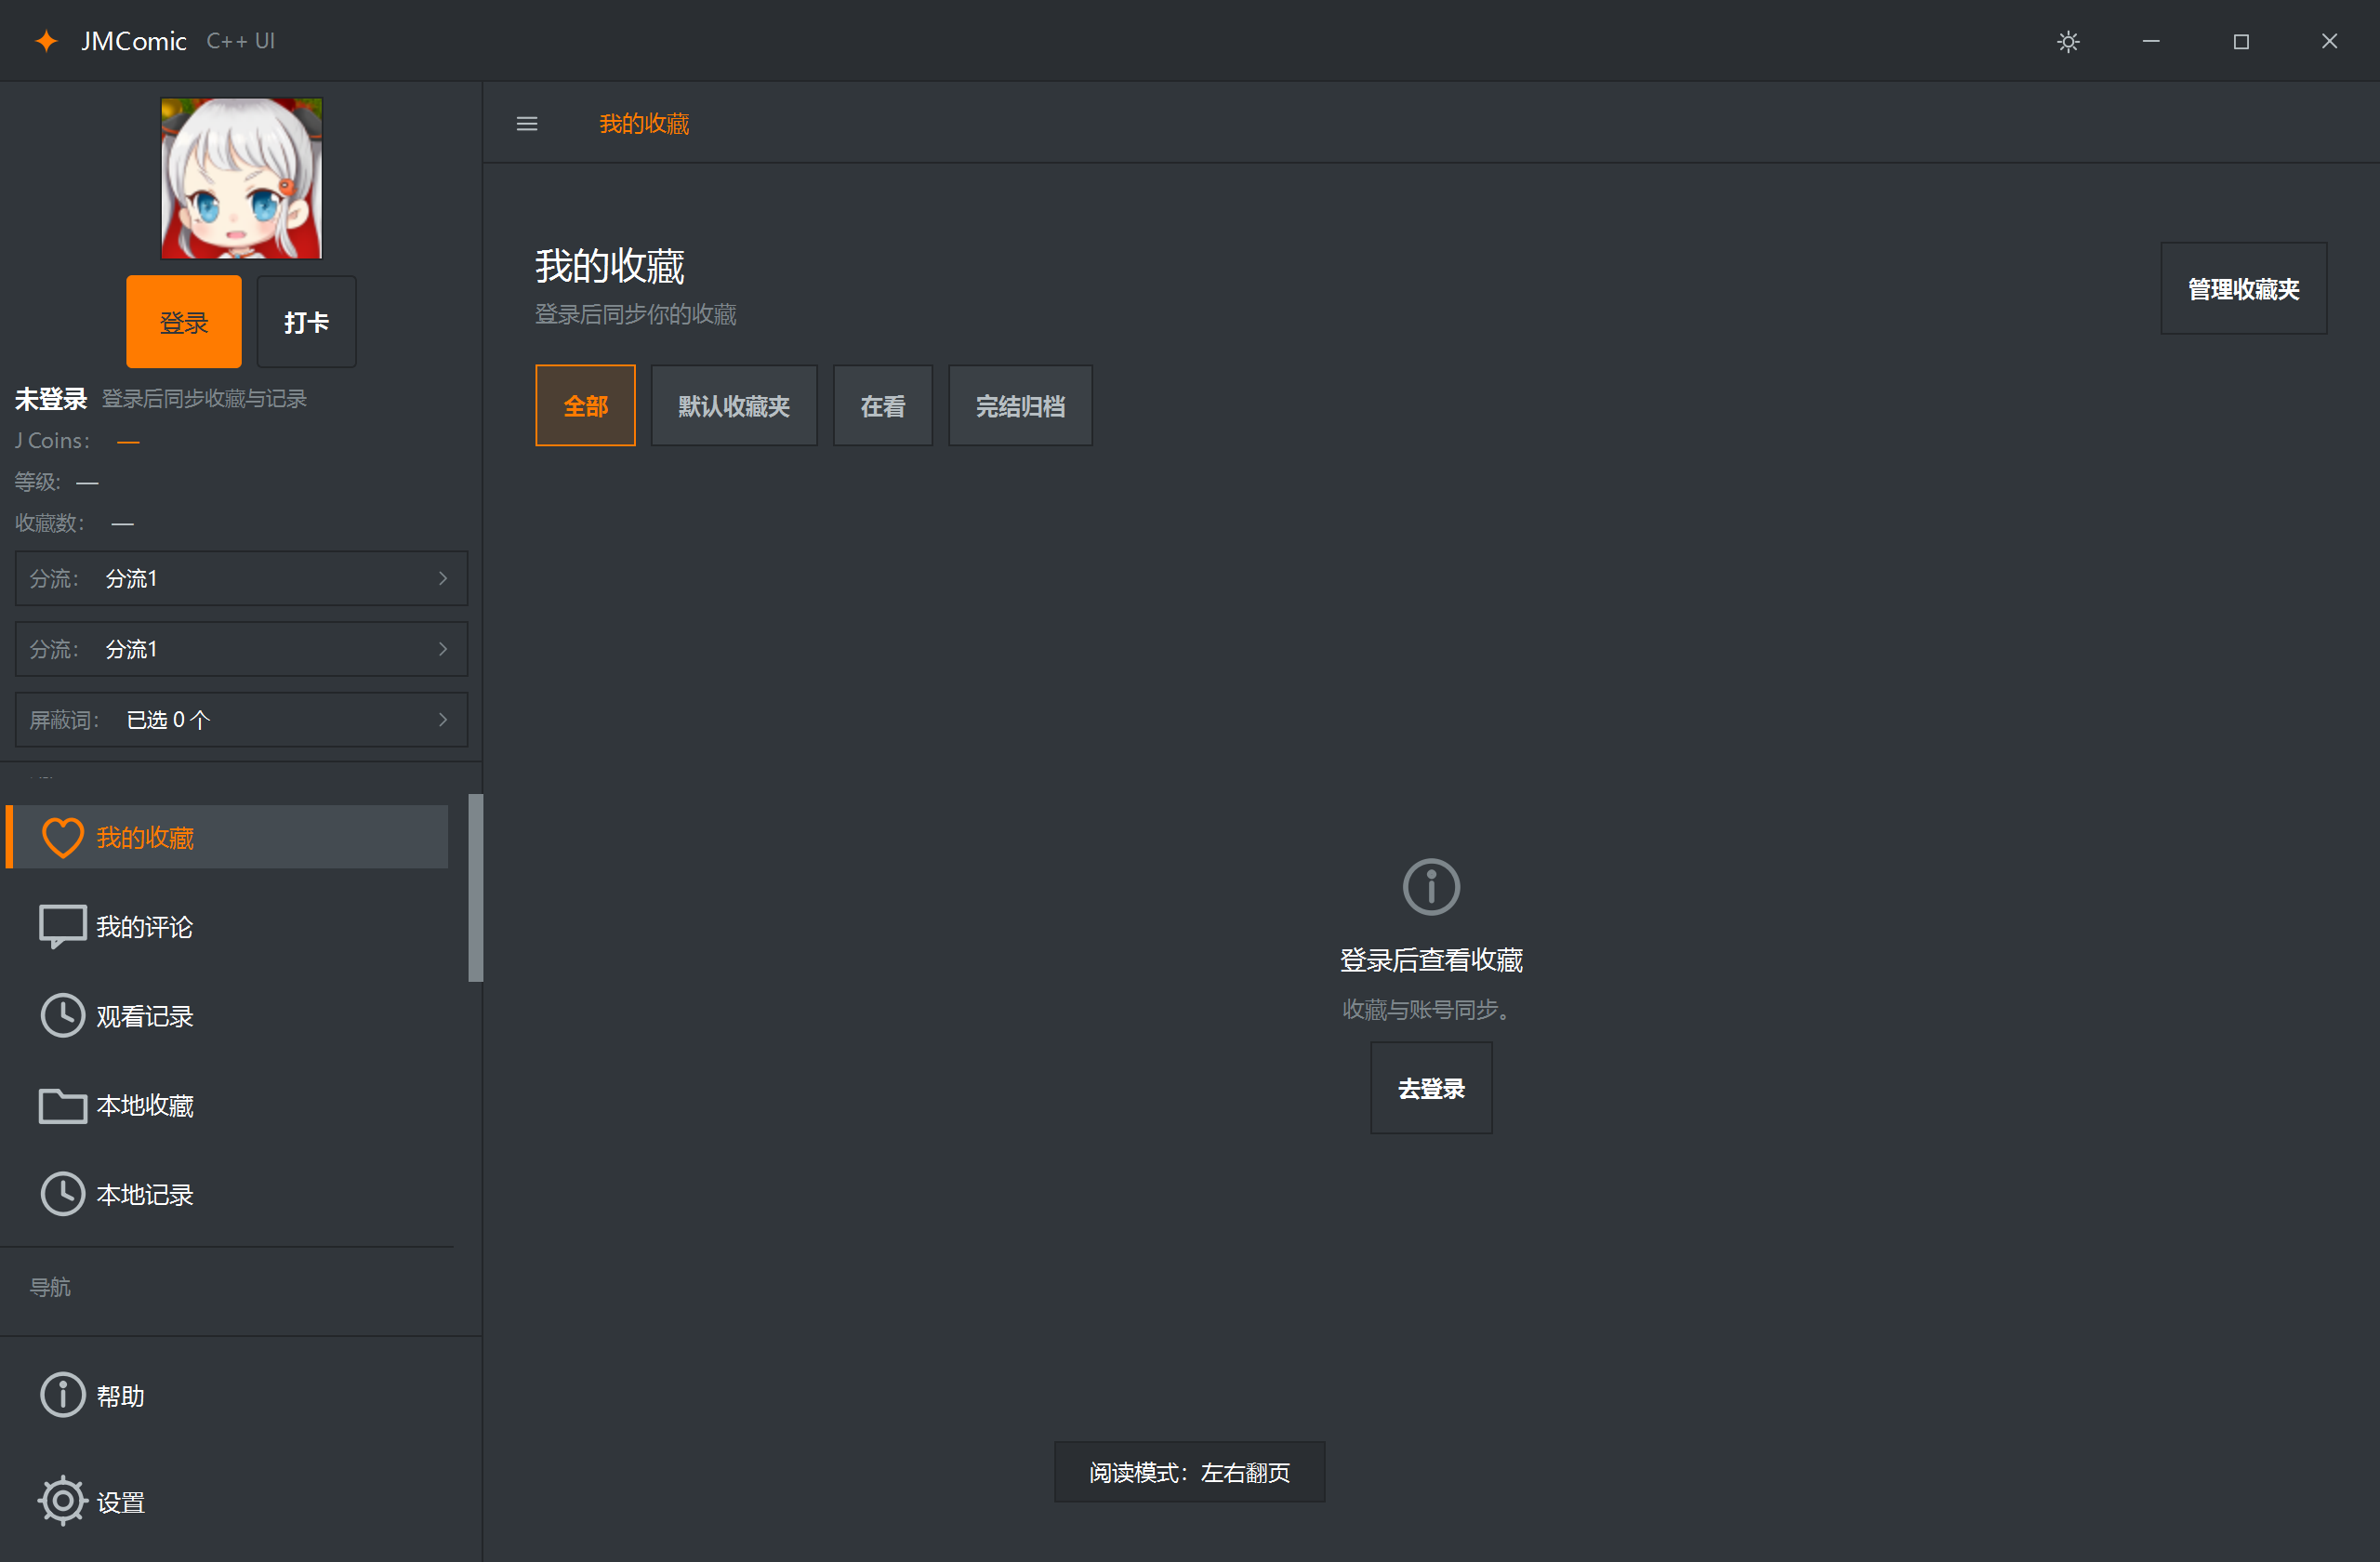 JMComic C++ UI
登录
打卡
未登录 登录后同步收藏与记录
J Coins: —
等级: —
收藏数: —
分流: 分流1
分流: 分流1
屏蔽词: 已选 0 个
我的收藏
我的评论
观看记录
本地收藏
本地记录
导航
帮助
设置
我的收藏
我的收藏
登录后同步你的收藏
管理收藏夹
全部 默认收藏夹 在看 完结归档
登录后查看收藏
收藏与账号同步。
去登录
阅读模式：左右翻页